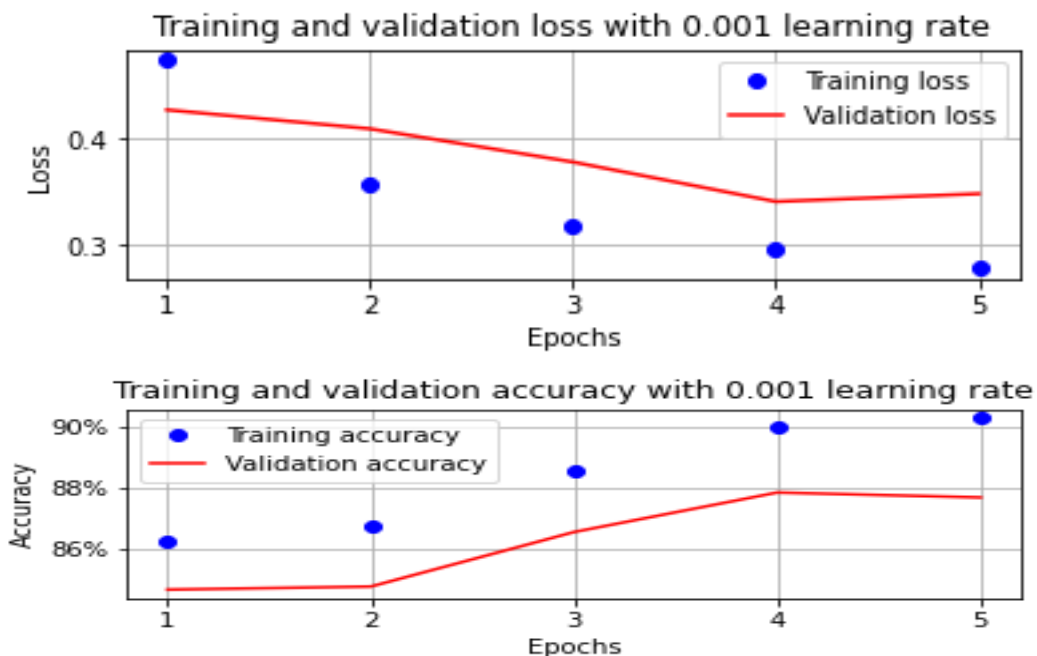 Training and validation loss with 0.001 learning rate
Training loss
Validation loss
Loss
0.4
0.3
1 2 3 4 5
Epochs
Training and validation accuracy with 0.001 learning rate
Training accuracy
Validation accuracy
Accuracy
90%
88%
86%
1 2 3 4 5
Epochs